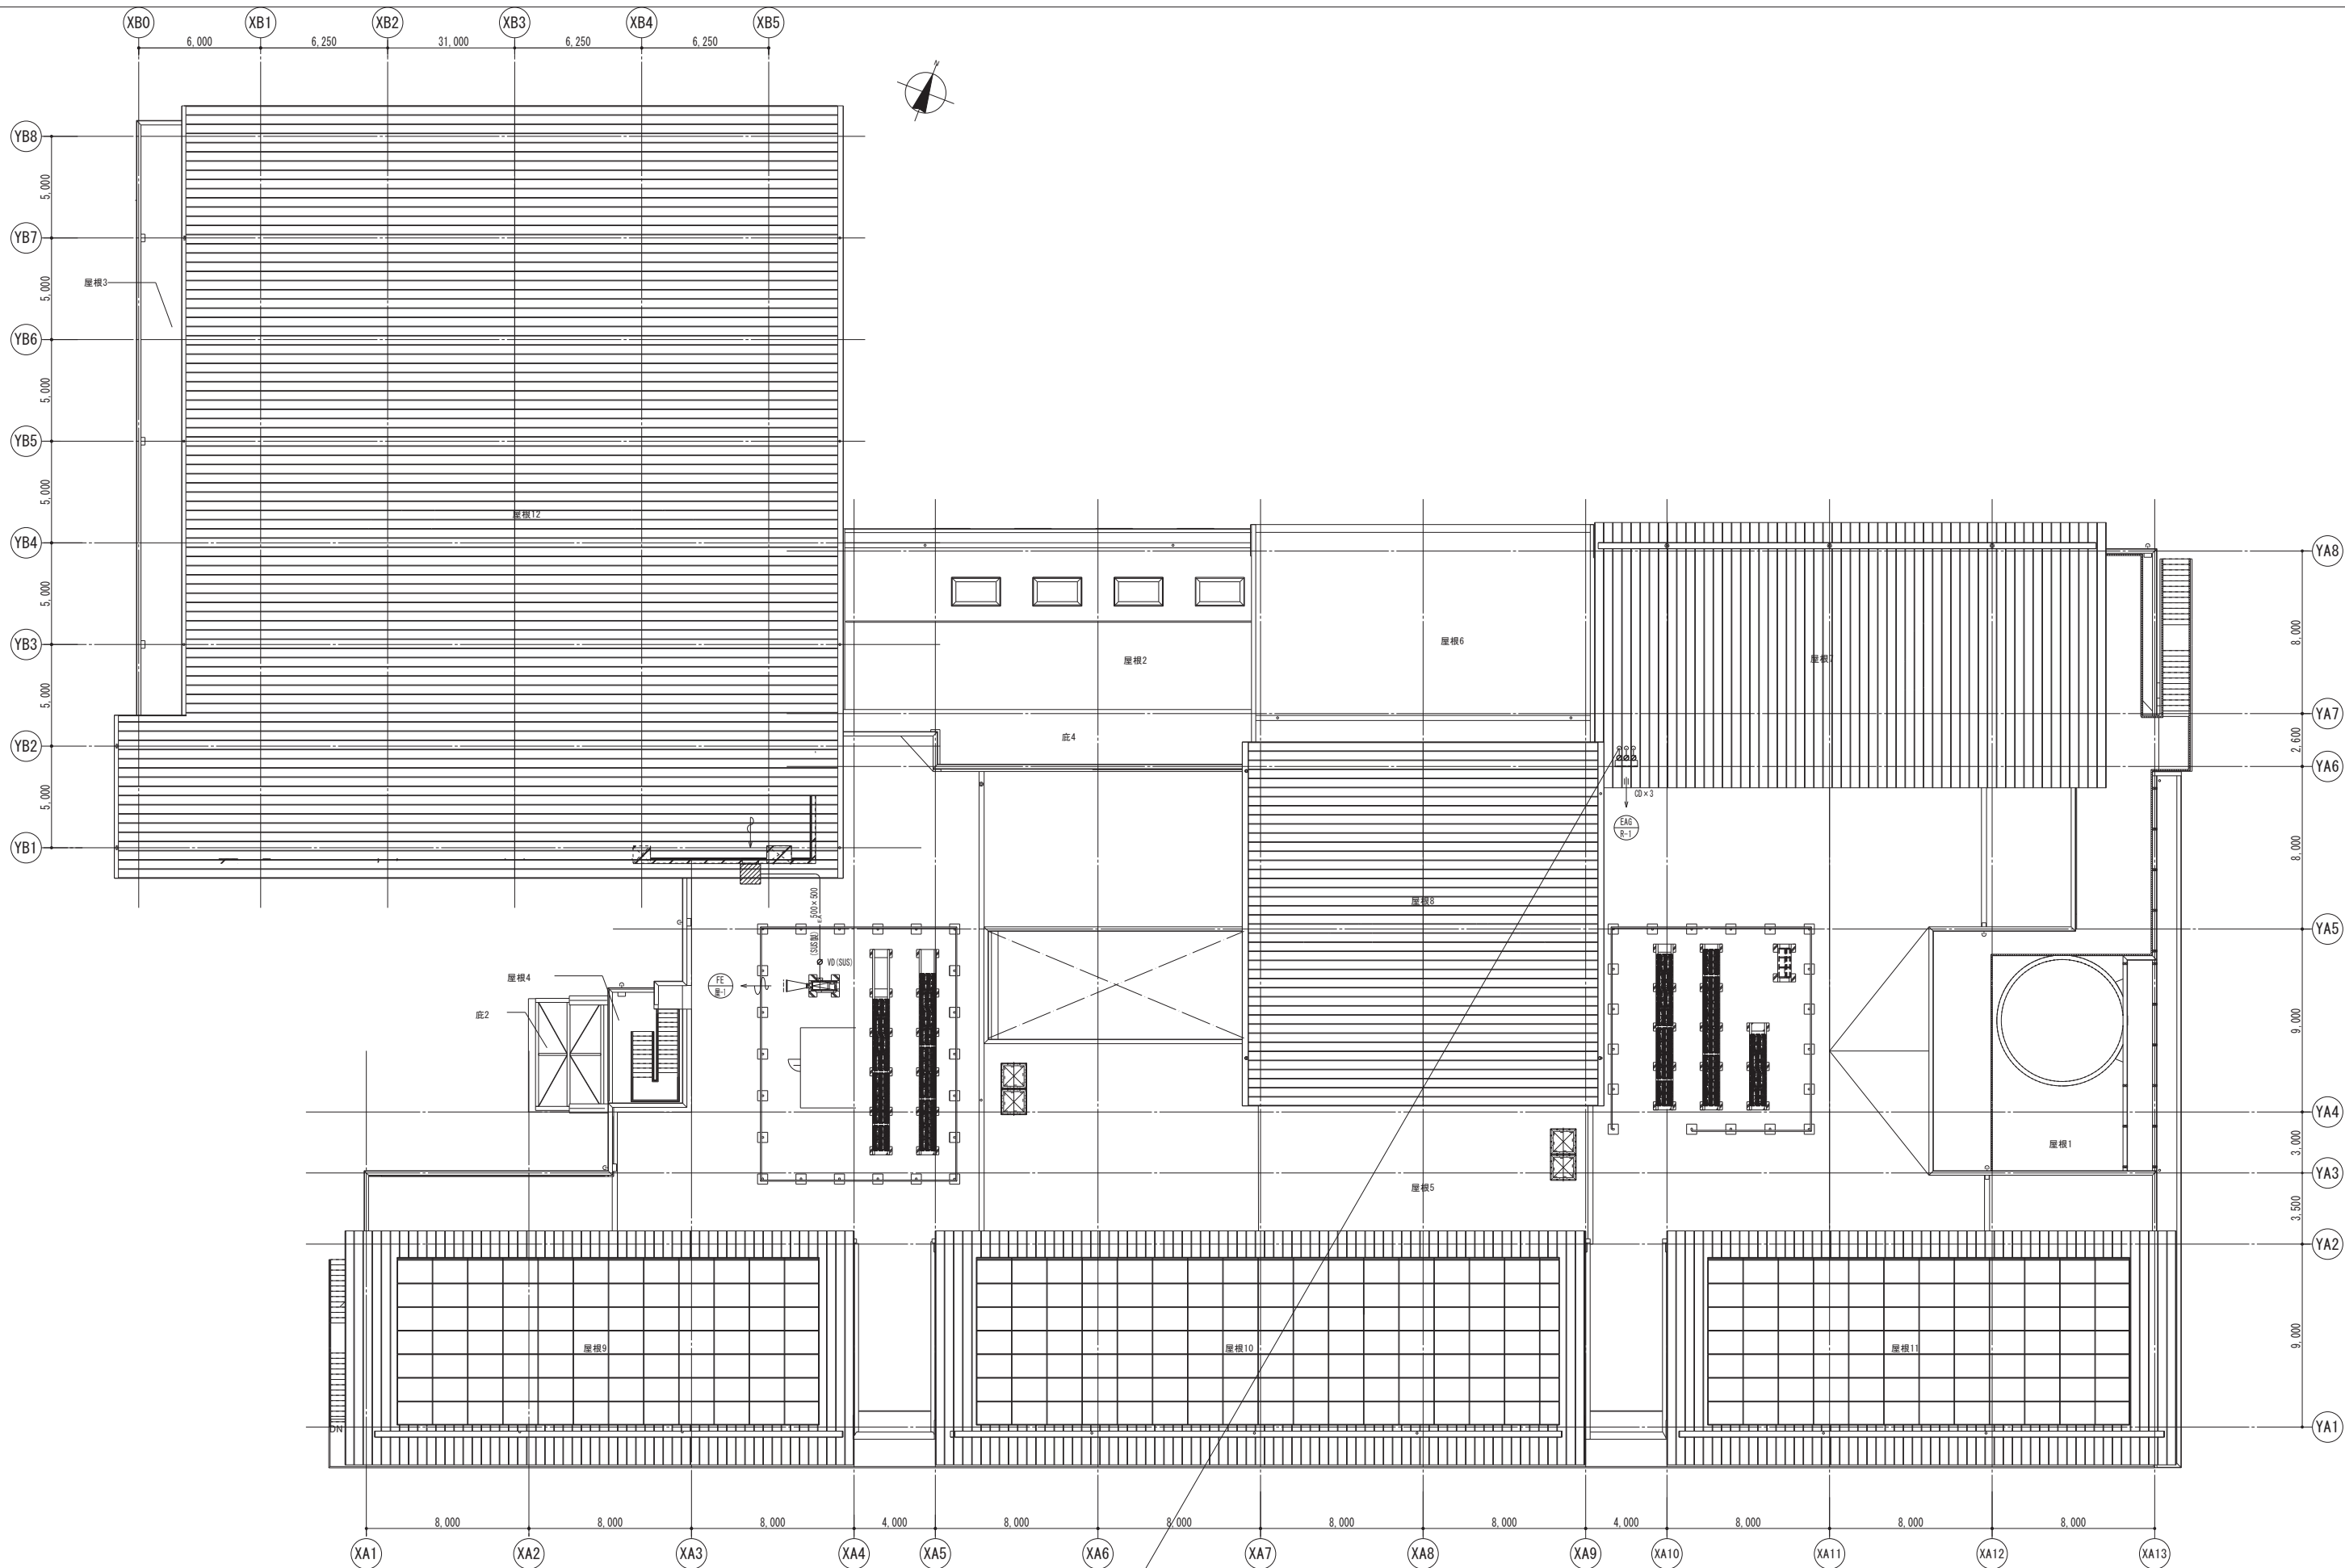 XB0 XB1 XB2 XB3 XB4 XB5
6,000 6,250 31,000 6,250 6,250
N
YB8
5,000
YB7
5,000
屋根3
YB6
5,000
YB5
5,000
屋根12
YB4
YA8
5,000
YB3
8,000
屋根6
屋根2
屋根7
5,000
YA7
庇4
2,600
YB2
YA6
5,000
CD×3
EAG
R-1
YB1
8,000
500×500
屋根8
YA5
(SUS製)
VD(SUS)
屋根4
FE
屋-1
庇2
9,000
YA4
屋根1
3,000
YA3
屋根5
3,500
YA2
屋根9 屋根10 屋根11
9,000
DN
YA1
8,000 8,000 8,000 4,000 8,000 8,000 8,000 8,000 4,000 8,000 8,000 8,000
XA1 XA2 XA3 XA4 XA5 XA6 XA7 XA8 XA9 XA10 XA11 XA12 XA13